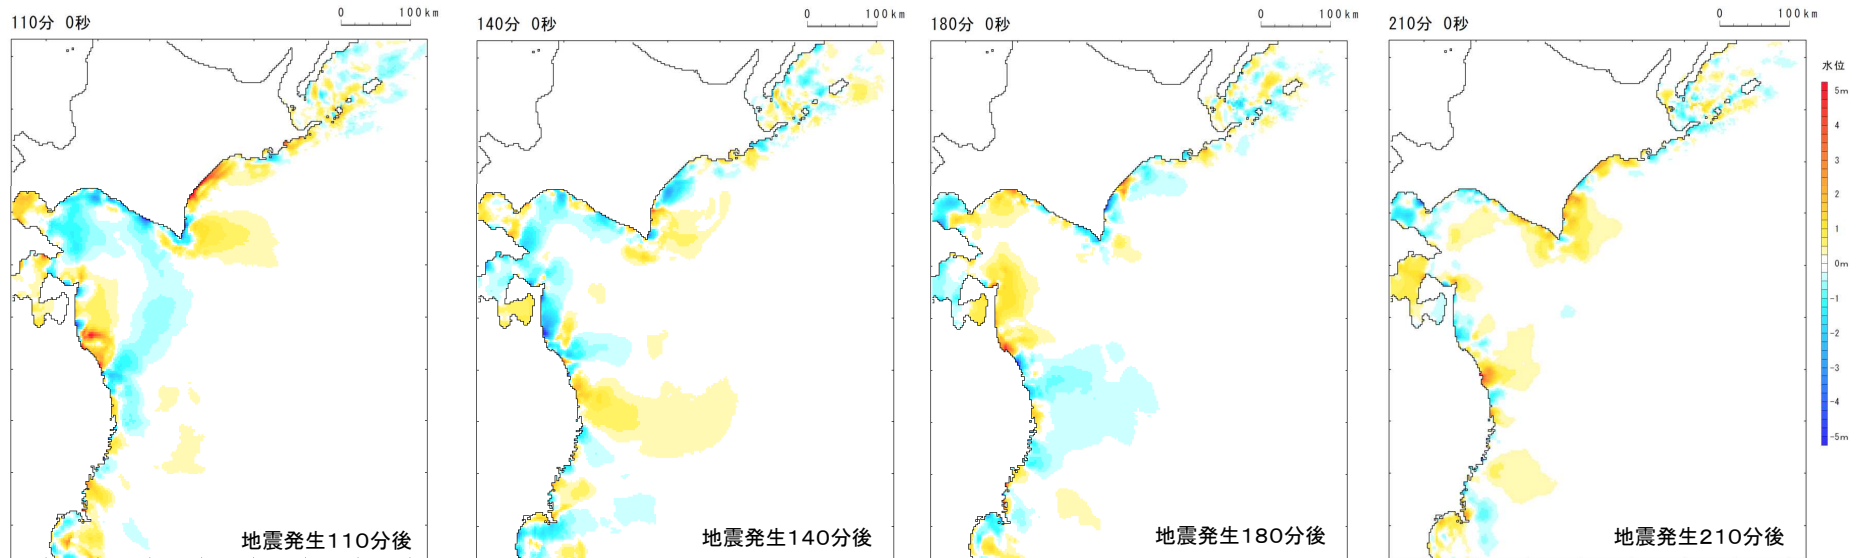 110分 0秒
0 100km
地震発生110分後
140分 0秒
0 100km
地震発生140分後
180分 0秒
0 100km
地震発生180分後
210分 0秒
0 100km
地震発生210分後
水位
5m
4
3
2
1
0m
-1
-2
-3
-4
-5m